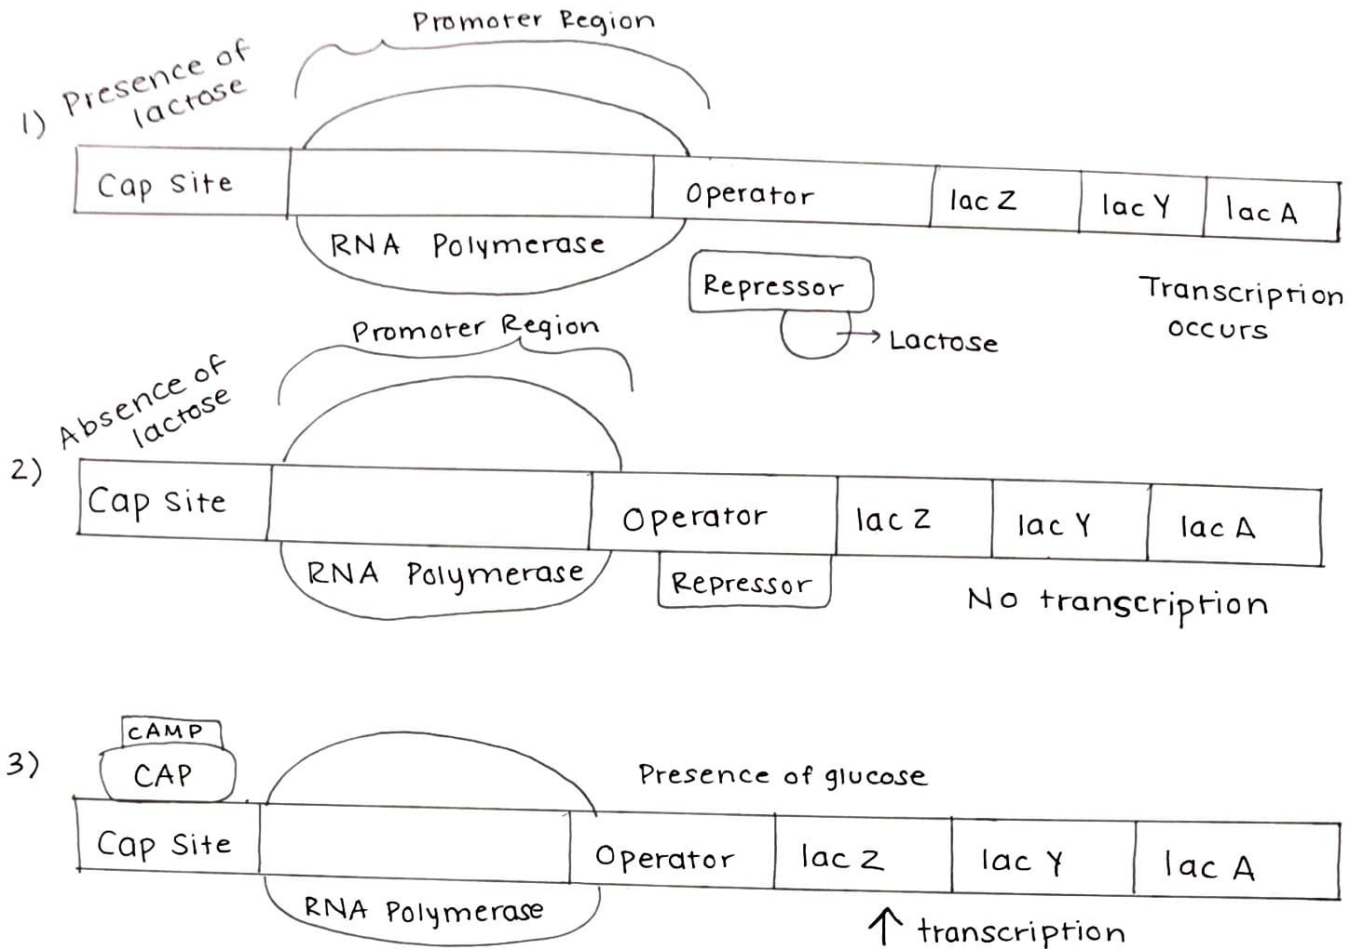 Promoter Region
1) Presence of
lactose
Cap Site
Operator
lac Z
lac Y
lac A
RNA Polymerase
Repressor
Lactose
Transcription
occurs
Promoter Region
2) Absence of
lactose
Cap Site
Operator
lac Z
lac Y
lac A
RNA Polymerase
Repressor
No transcription
3)
cAMP
CAP
Presence of glucose
Cap Site
Operator
lac Z
lac Y
lac A
RNA Polymerase
↑ transcription